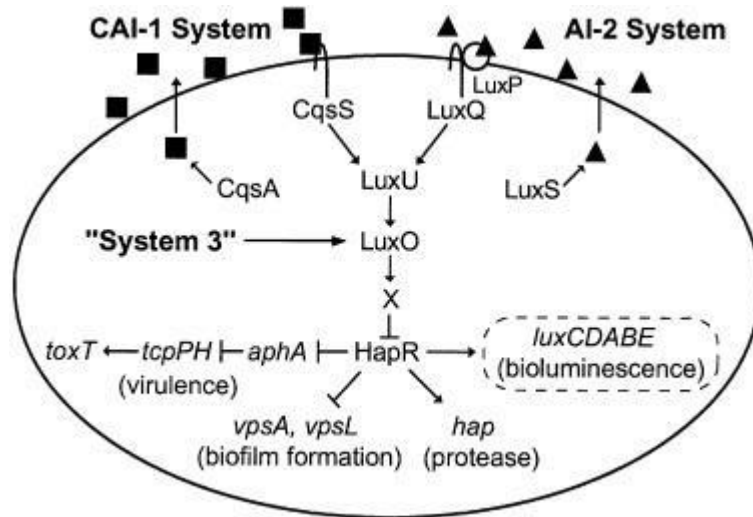 CAI-1 System
AI-2 System
LuxP
CqsS
LuxQ
CqsA
LuxU
LuxS
"System 3"
LuxO
X
toxT
tcpPH
aphA
HapR
luxCDABE
(bioluminescence)
(virulence)
vpsA, vpsL
hap
(biofilm formation)
(protease)